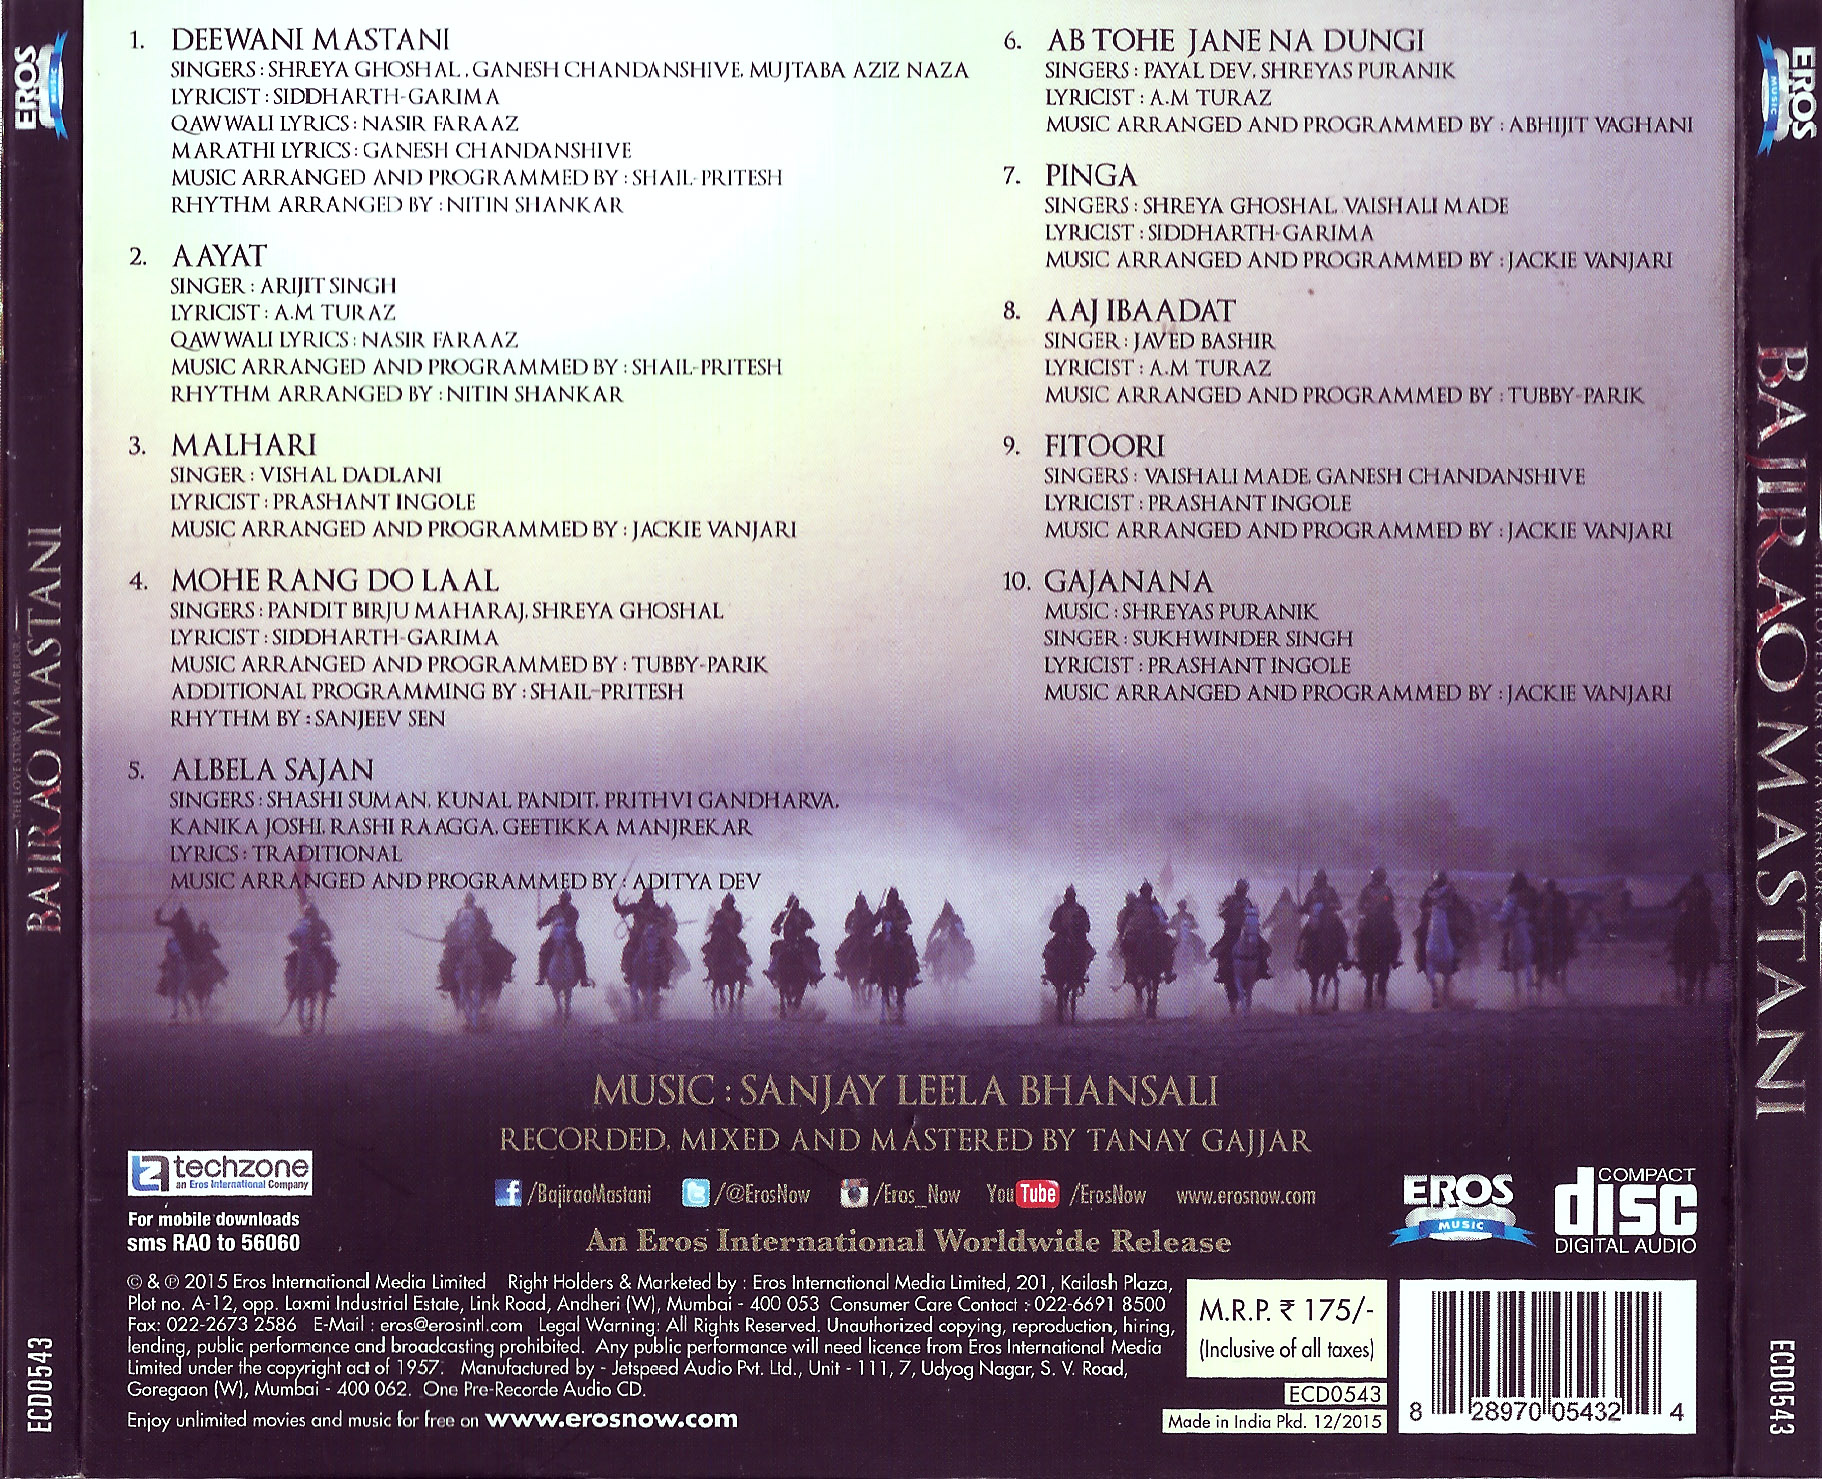 1. DEEWANI MASTANI
SINGERS : SHREYA GHOSHAL, GANESH CHANDANSHIVE, MUJTABA AZIZ NAZA
LYRICIST : SIDDHARTH-GARIMA
QAWWALI LYRICS : NASIR FARAAZ
MARATHI LYRICS : GANESH CHANDANSHIVE
MUSIC ARRANGED AND PROGRAMMED BY : SHAIL-PRITESH
RHYTHM ARRANGED BY : NITIN SHANKAR
2. AAYAT
SINGER : ARIJIT SINGH
LYRICIST : A.M TURAZ
QAWWALI LYRICS : NASIR FARAAZ
MUSIC ARRANGED AND PROGRAMMED BY : SHAIL-PRITESH
RHYTHM ARRANGED BY : NITIN SHANKAR
3. MALHARI
SINGER : VISHAL DADLANI
LYRICIST : PRASHANT INGOLE
MUSIC ARRANGED AND PROGRAMMED BY : JACKIE VANJARI
4. MOHE RANG DO LAAL
SINGERS : PANDIT BIRJU MAHARAJ, SHREYA GHOSHAL
LYRICIST : SIDDHARTH-GARIMA
MUSIC ARRANGED AND PROGRAMMED BY : TUBBY-PARIK
ADDITIONAL PROGRAMMING BY : SHAIL-PRITESH
RHYTHM BY : SANJEEV SEN
5. ALBELA SAJAN
SINGERS : SHASHI SUMAN, KUNAL PANDIT, PRITHVI GANDHARVA,
KANIKA JOSHI, RASHI RAAGGA, GEETIKKA MANJREKAR
LYRICS : TRADITIONAL
MUSIC ARRANGED AND PROGRAMMED BY : ADITYA DEV
6. AB TOHE JANE NA DUNGI
SINGERS : PAYAL DEV, SHREYAS PURANIK
LYRICIST : A.M TURAZ
MUSIC ARRANGED AND PROGRAMMED BY : ABHIJIT VAGHANI
7. PINGA
SINGERS : SHREYA GHOSHAL, VAISHALI MADE
LYRICIST : SIDDHARTH-GARIMA
MUSIC ARRANGED AND PROGRAMMED BY : JACKIE VANJARI
8. AAJ IBAADAT
SINGER : JAVED BASHIR
LYRICIST : A.M TURAZ
MUSIC ARRANGED AND PROGRAMMED BY : TUBBY-PARIK
9. FITOORI
SINGERS : VAISHALI MADE, GANESH CHANDANSHIVE
LYRICIST : PRASHANT INGOLE
MUSIC ARRANGED AND PROGRAMMED BY : JACKIE VANJARI
10. GAJANANA
MUSIC : SHREYAS PURANIK
SINGER : SUKHWINDER SINGH
LYRICIST : PRASHANT INGOLE
MUSIC ARRANGED AND PROGRAMMED BY : JACKIE VANJARI
MUSIC : SANJAY LEELA BHANSALI
RECORDED, MIXED AND MASTERED BY TANAY GAJJAR
/BajiraoMastani /@ErosNow /Eros_Now YouTube /ErosNow www.erosnow.com
An Eros International Worldwide Release
techzone
an Eros International Company
For mobile downloads
sms RAO to 56060
© & ℗ 2015 Eros International Media Limited Right Holders & Marketed by : Eros International Media Limited, 201, Kailash Plaza,
Plot no. A-12, opp. Laxmi Industrial Estate, Link Road, Andheri (W), Mumbai - 400 053 Consumer Care Contact :- 022-6691 8500
Fax: 022-2673 2586 E-Mail : eros@erosintl.com Legal Warning: All Rights Reserved. Unauthorized copying, reproduction, hiring,
lending, public performance and broadcasting prohibited. Any public performance will need licence from Eros International Media
Limited under the copyright act of 1957. Manufactured by - Jetspeed Audio Pvt. Ltd., Unit - 111, 7, Udyog Nagar, S. V. Road,
Goregaon (W), Mumbai - 400 062. One Pre-Recorde Audio CD.
Enjoy unlimited movies and music for free on www.erosnow.com
M.R.P. ₹ 175/-
(Inclusive of all taxes)
ECD0543
Made in India Pkd. 12/2015
EROS
MUSIC
COMPACT
disc
DIGITAL AUDIO
8 28970 05432 4
EROS
MUSIC
THE LOVE STORY OF A WARRIOR
BAJIRAO MASTANI
ECD0543
EROS
MUSIC
BAJIRAO MASTANI
THE LOVE STORY OF A WARRIOR
ECD0543